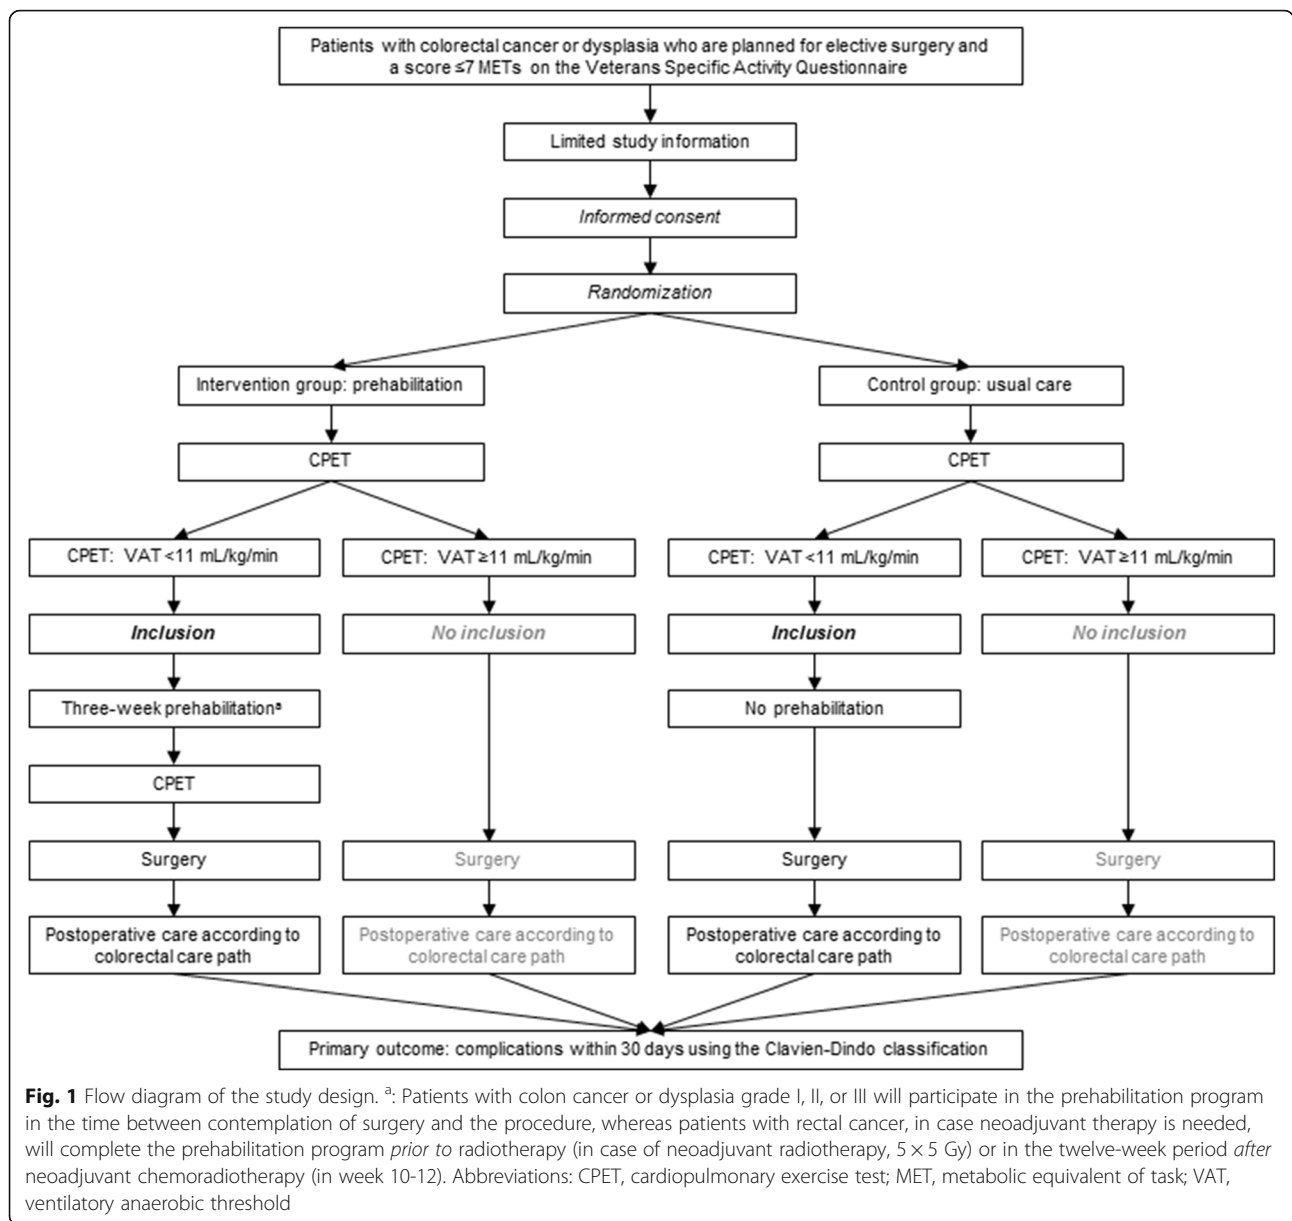 Patients with colorectal cancer or dysplasia who are planned for elective surgery and
a score ≤7 METs on the Veterans Specific Activity Questionnaire
Limited study information
Informed consent
Randomization
Intervention group: prehabilitation
Control group: usual care
CPET
CPET
CPET: VAT <11 mL/kg/min
CPET: VAT ≥11 mL/kg/min
CPET: VAT <11 mL/kg/min
CPET: VAT ≥11 mL/kg/min
Inclusion
No inclusion
Inclusion
No inclusion
Three-week prehabilitationª
No prehabilitation
CPET
Surgery
Surgery
Surgery
Surgery
Postoperative care according to
colorectal care path
Postoperative care according to
colorectal care path
Postoperative care according to
colorectal care path
Postoperative care according to
colorectal care path
Primary outcome: complications within 30 days using the Clavien-Dindo classification
Fig. 1 Flow diagram of the study design. ª: Patients with colon cancer or dysplasia grade I, II, or III will participate in the prehabilitation program
in the time between contemplation of surgery and the procedure, whereas patients with rectal cancer, in case neoadjuvant therapy is needed,
will complete the prehabilitation program prior to radiotherapy (in case of neoadjuvant radiotherapy, 5 × 5 Gy) or in the twelve-week period after
neoadjuvant chemoradiotherapy (in week 10-12). Abbreviations: CPET, cardiopulmonary exercise test; MET, metabolic equivalent of task; VAT,
ventilatory anaerobic threshold